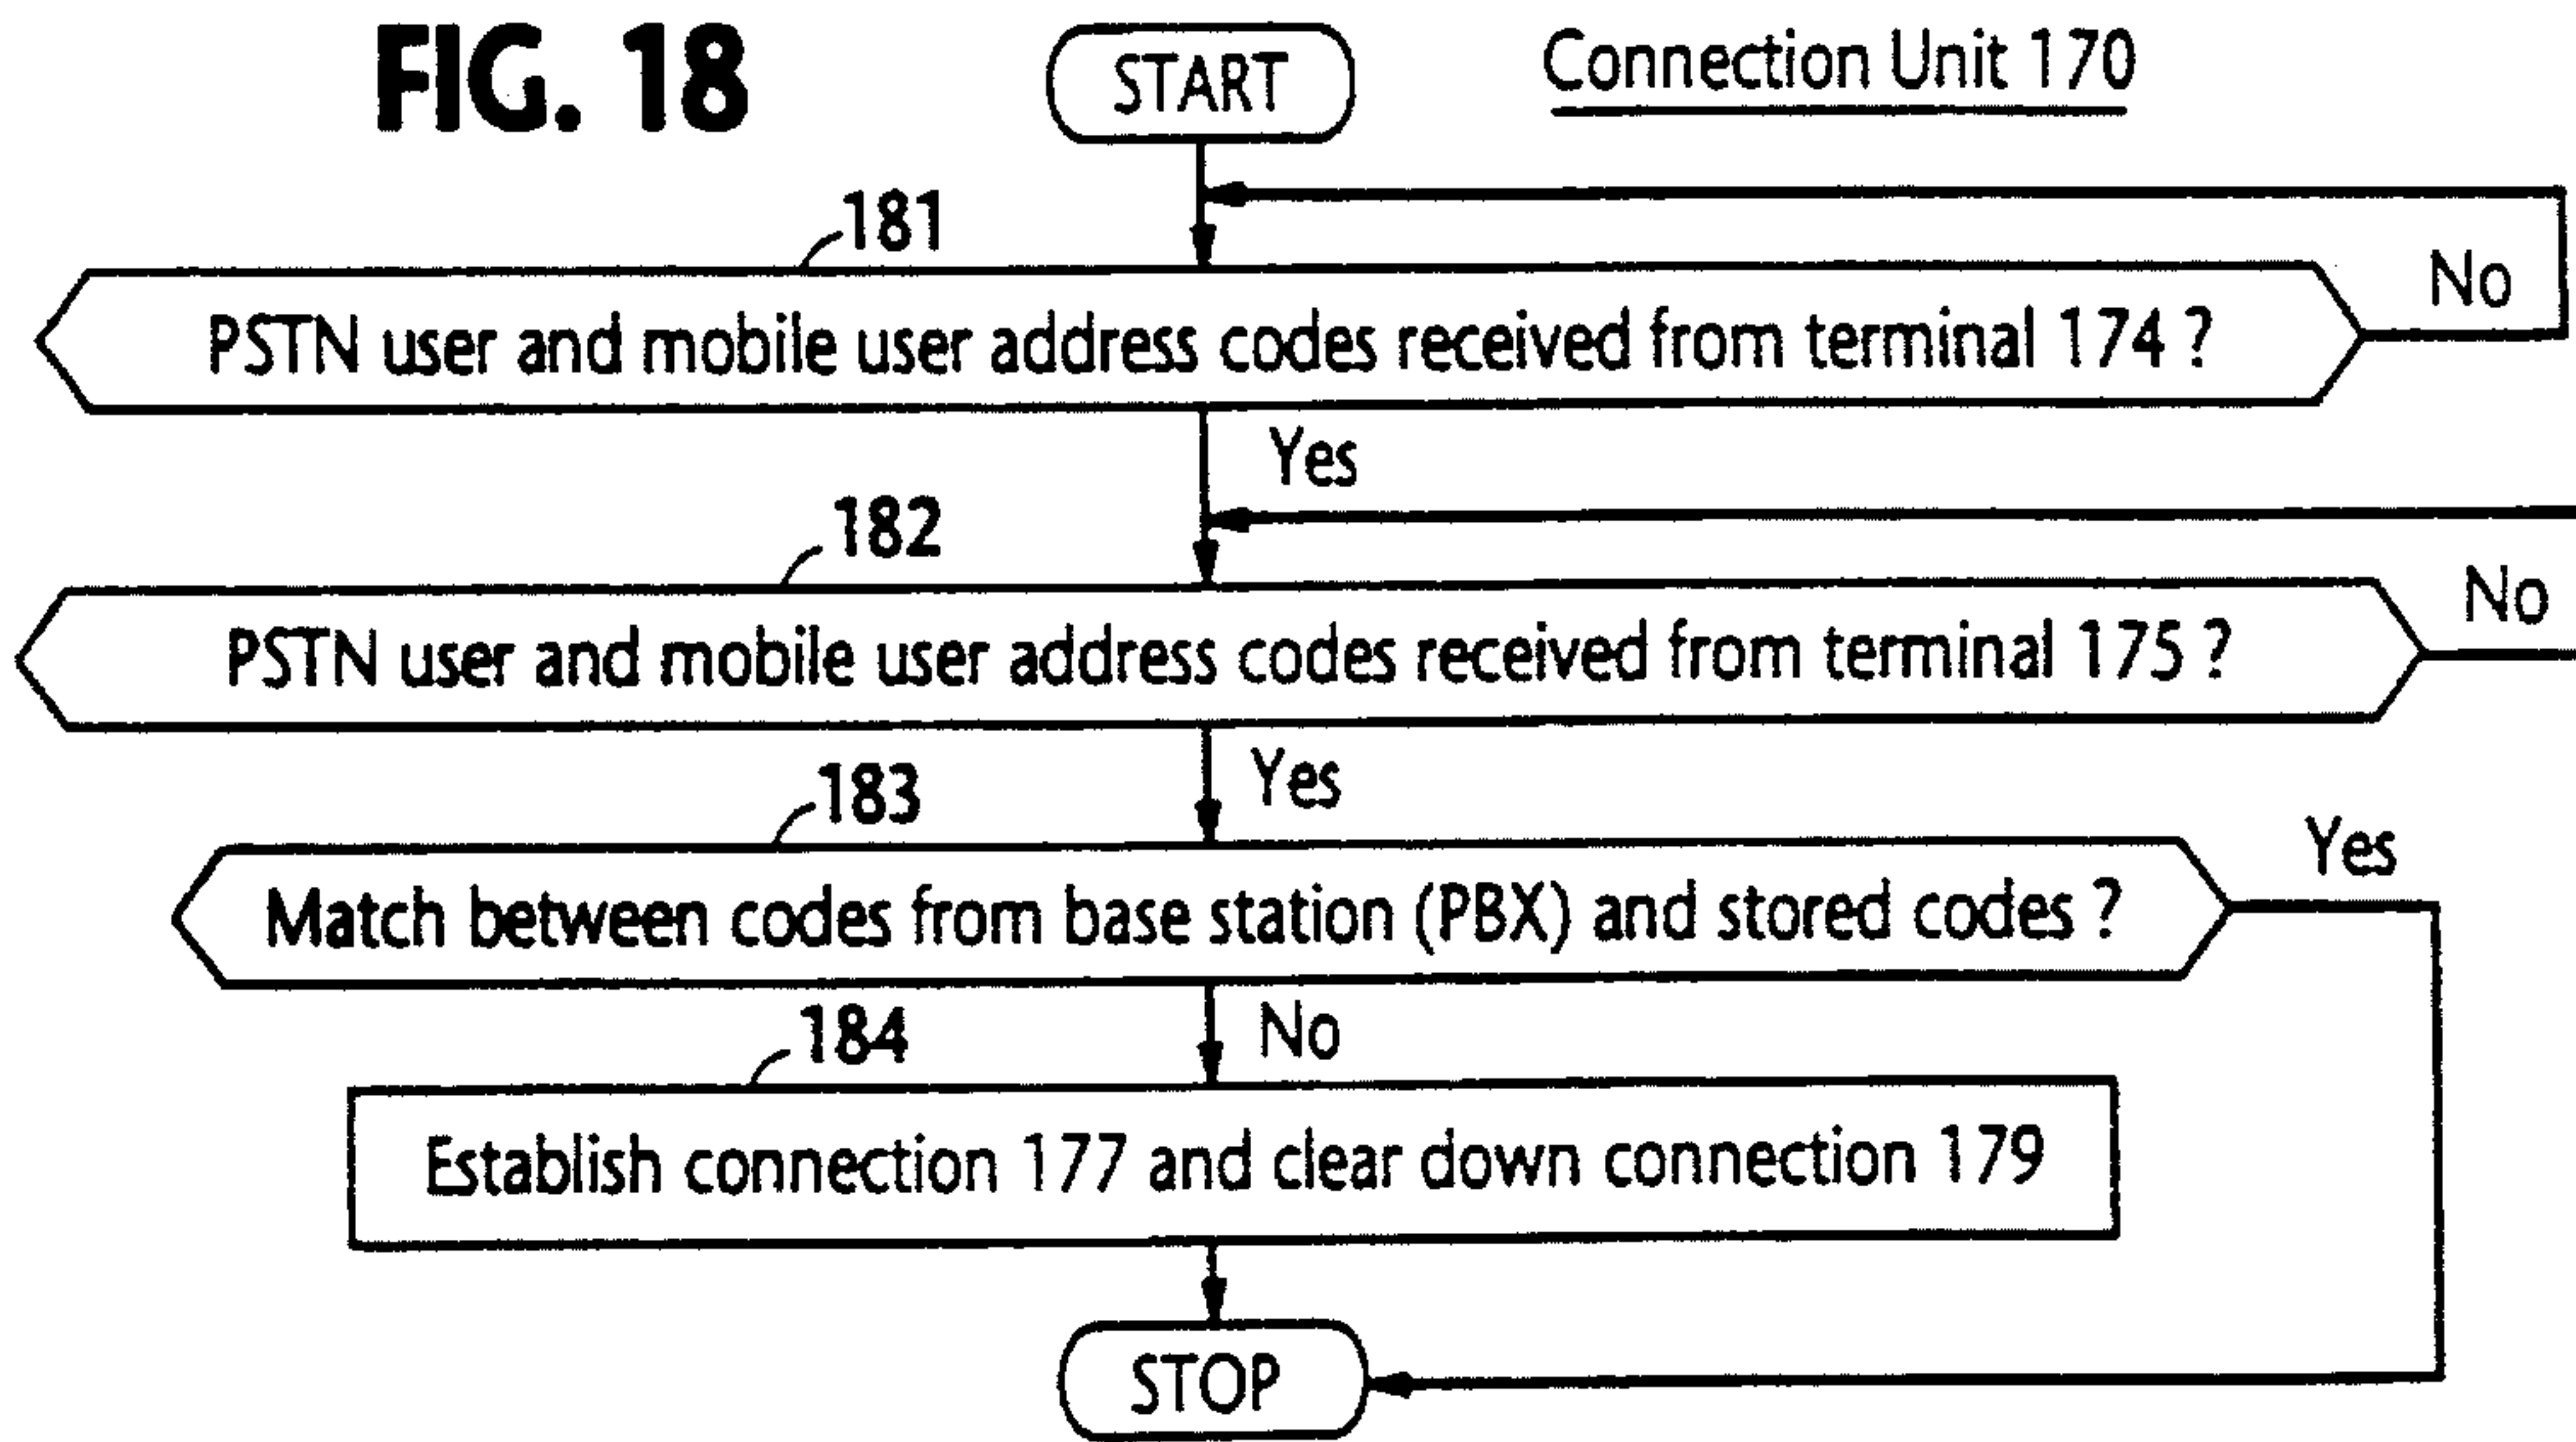 FIG. 18
START
Connection Unit 170
181
PSTN user and mobile user address codes received from terminal 174 ?
No
Yes
182
PSTN user and mobile user address codes received from terminal 175 ?
No
Yes
183
Match between codes from base station (PBX) and stored codes ?
Yes
No
184
Establish connection 177 and clear down connection 179
STOP